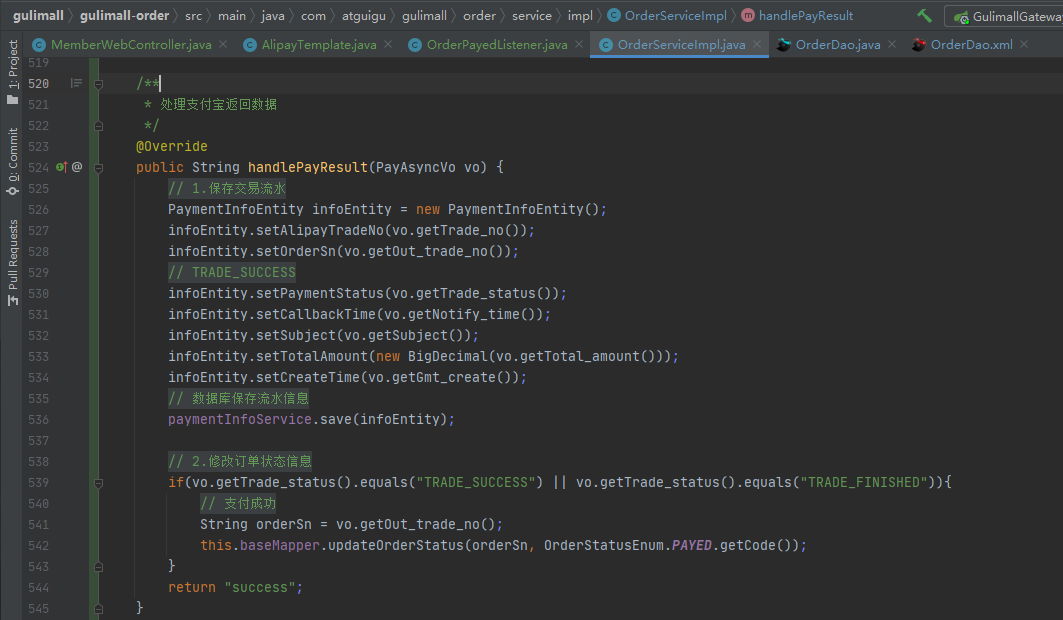 gulimall › gulimall-order › src › main › java › com › atguigu › gulimall › order › service › impl › OrderServiceImpl › handlePayResult GulimallGatewa
MemberWebController.java × AlipayTemplate.java × OrderPayedListener.java × OrderServiceImpl.java × OrderDao.java × OrderDao.xml ×
1: Project
0: Commit
Pull Requests
519
520 /**
521 * 处理支付宝返回数据
522 */
523 @Override
524 public String handlePayResult(PayAsyncVo vo) {
525 // 1.保存交易流水
526 PaymentInfoEntity infoEntity = new PaymentInfoEntity();
527 infoEntity.setAlipayTradeNo(vo.getTrade_no());
528 infoEntity.setOrderSn(vo.getOut_trade_no());
529 // TRADE_SUCCESS
530 infoEntity.setPaymentStatus(vo.getTrade_status());
531 infoEntity.setCallbackTime(vo.getNotify_time());
532 infoEntity.setSubject(vo.getSubject());
533 infoEntity.setTotalAmount(new BigDecimal(vo.getTotal_amount()));
534 infoEntity.setCreateTime(vo.getGmt_create());
535 // 数据库保存流水信息
536 paymentInfoService.save(infoEntity);
537
538 // 2.修改订单状态信息
539 if(vo.getTrade_status().equals("TRADE_SUCCESS") || vo.getTrade_status().equals("TRADE_FINISHED")){
540 // 支付成功
541 String orderSn = vo.getOut_trade_no();
542 this.baseMapper.updateOrderStatus(orderSn, OrderStatusEnum.PAYED.getCode());
543 }
544 return "success";
545 }